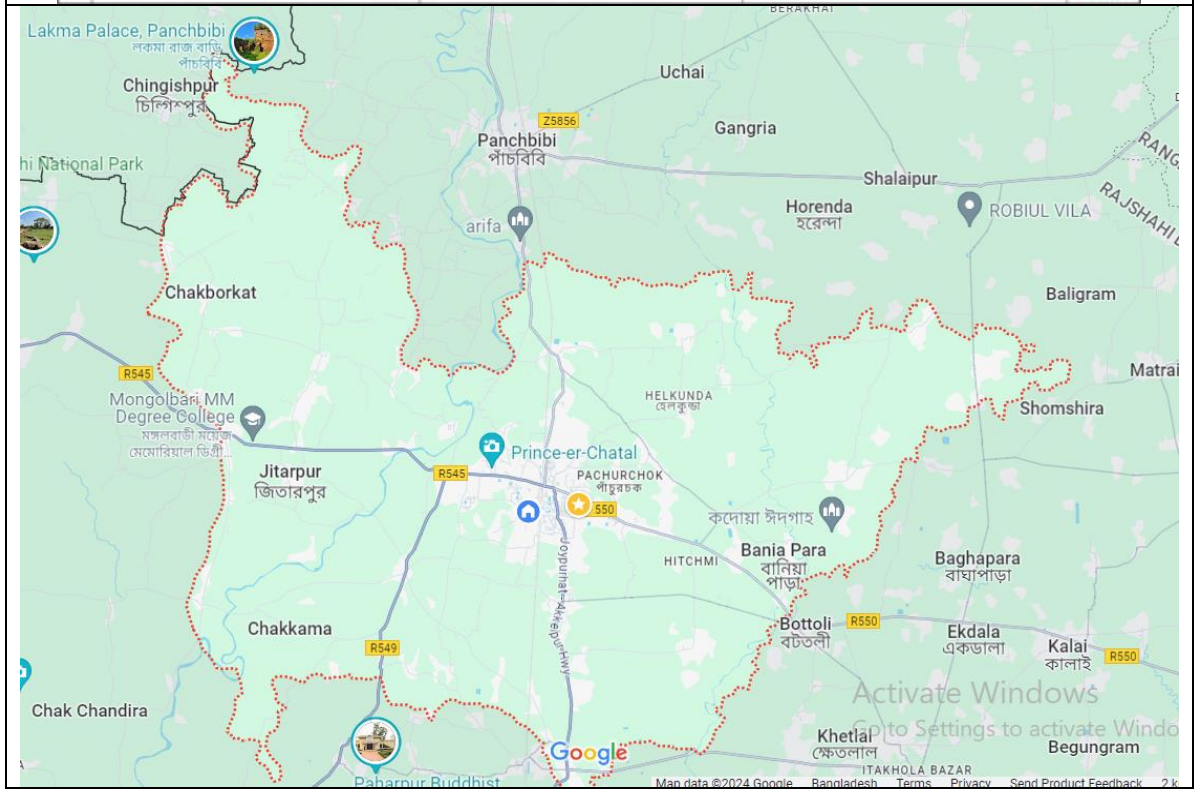 BERAKHAI
Lakma Palace, Panchbibi
লকমা রাজ বাড়ি,
পাঁচবিবি
Uchai
Chingishpur
চিঙ্গিশপুর
Z5856
Gangria
Panchbibi
পাঁচবিবি
hi National Park
RANG
Shalaipur
RAJSHAHI
Horenda
হরেন্দা
ROBIUL VILA
arifa
Chakborkat
Baligram
R545
Matrai
Mongolbari MM
Degree College
মঙ্গলবাড়ী ময়েজ
মেমোরিয়াল ডিগ্রী...
HELKUNDA
হেলকুন্ডা
Shomshira
Prince-er-Chatal
Jitarpur
জিতারপুর
R545
PACHURCHOK
পাঁচুরচক
550
কদোয়া ঈদগাহ
HITCHMI
Bania Para
বানিয়া
পাড়া
Baghapara
বাঘাপাড়া
Joypurhat-Akkelpur-Hwy
Chakkama
Bottoli
বটতলী
R550
Ekdala
একডালা
R549
Kalai
কালাই
R550
Activate Windows
Go to Settings to activate Windo
Chak Chandira
Khetlal
ক্ষেতলাল
Begungram
Google
ITAKHOLA BAZAR
Paharpur Buddhist
Map data ©2024 Google Bangladesh Terms Privacy Send Product Feedback 2 k